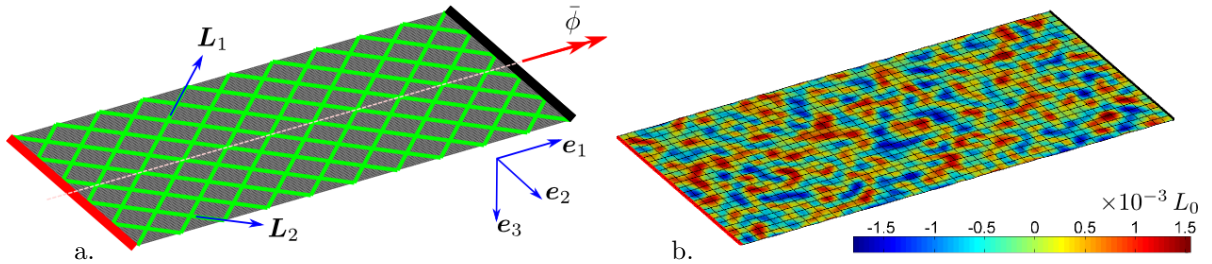 ϕ̄
L₁
e₁
e₂
e₃
L₂
a.
×10⁻³ L₀
-1.5 -1 -0.5 0 0.5 1 1.5
b.